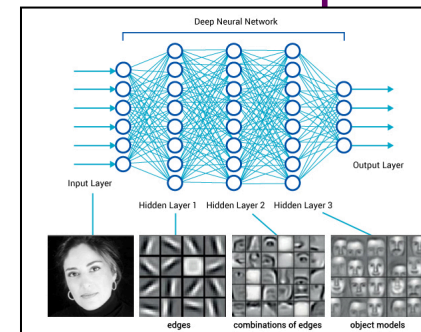 Deep Neural Network
Input Layer
Output Layer
Hidden Layer 1 Hidden Layer 2 Hidden Layer 3
edges
combinations of edges
object models